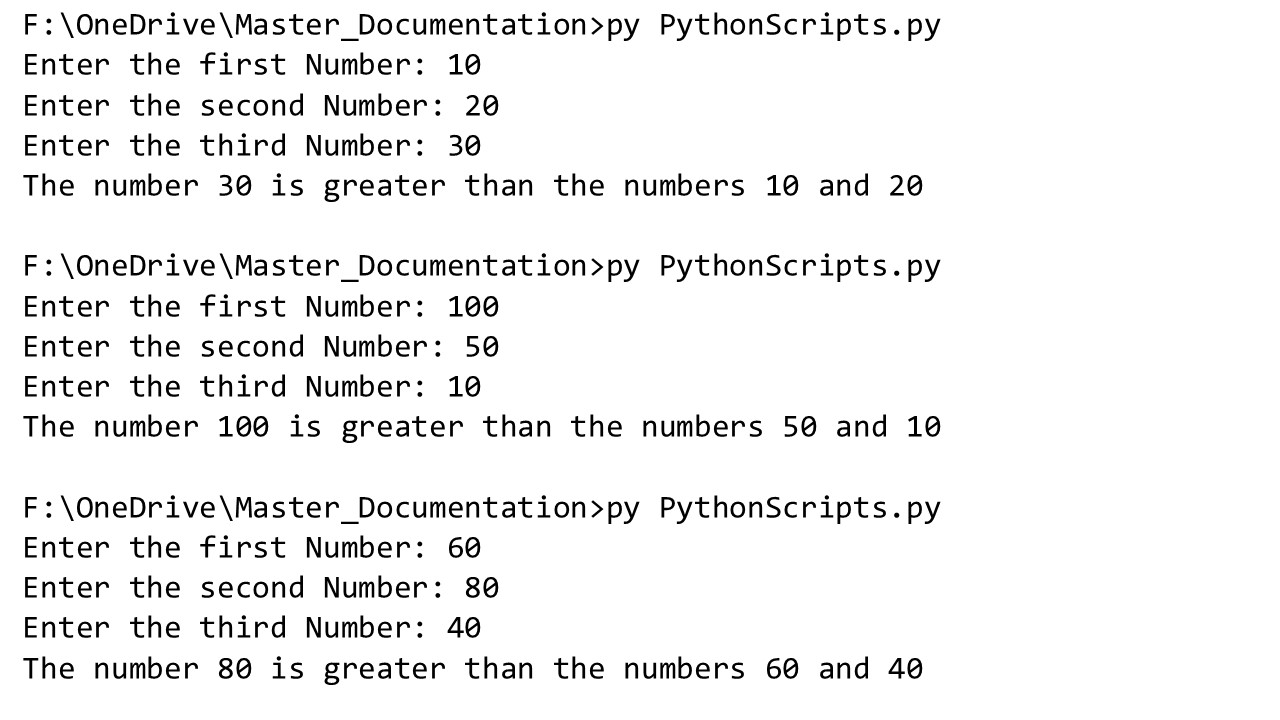 F:\OneDrive\Master_Documentation>py PythonScripts.py
Enter the first Number: 10
Enter the second Number: 20
Enter the third Number: 30
The number 30 is greater than the numbers 10 and 20
F:\OneDrive\Master_Documentation>py PythonScripts.py
Enter the first Number: 100
Enter the second Number: 50
Enter the third Number: 10
The number 100 is greater than the numbers 50 and 10
F:\OneDrive\Master_Documentation>py PythonScripts.py
Enter the first Number: 60
Enter the second Number: 80
Enter the third Number: 40
The number 80 is greater than the numbers 60 and 40